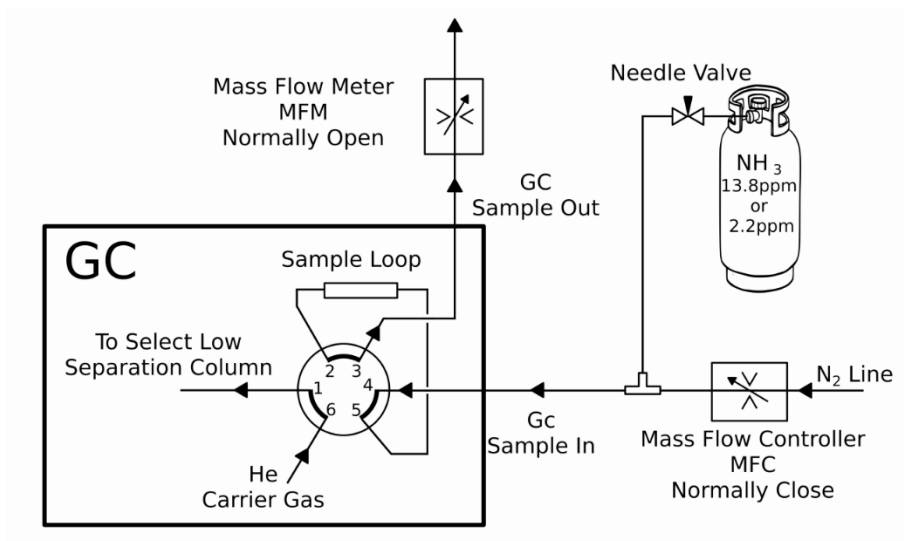 Mass Flow Meter
MFM
Normally Open
Needle Valve
NH3
13.8ppm
or
2.2ppm
GC
Sample Out
GC
Sample Loop
To Select Low
Separation Column
2 3
1 4
6 5
He
Carrier Gas
Gc
Sample In
N2 Line
Mass Flow Controller
MFC
Normally Close